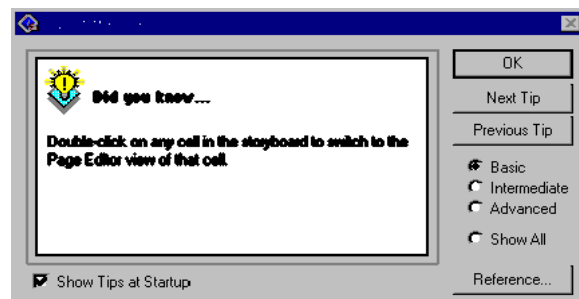 Did you know...
Double-click on any cell in the storyboard to switch to the
Page Editor view of that cell.
OK
Next Tip
Previous Tip
Basic
Intermediate
Advanced
Show All
Show Tips at Startup
Reference...